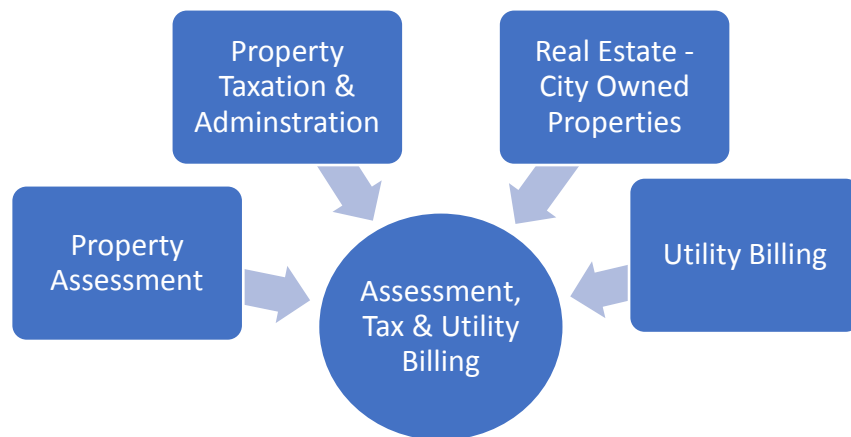 Property
Taxation &
Adminstration
Real Estate -
City Owned
Properties
Property
Assessment
Utility Billing
Assessment,
Tax & Utility
Billing